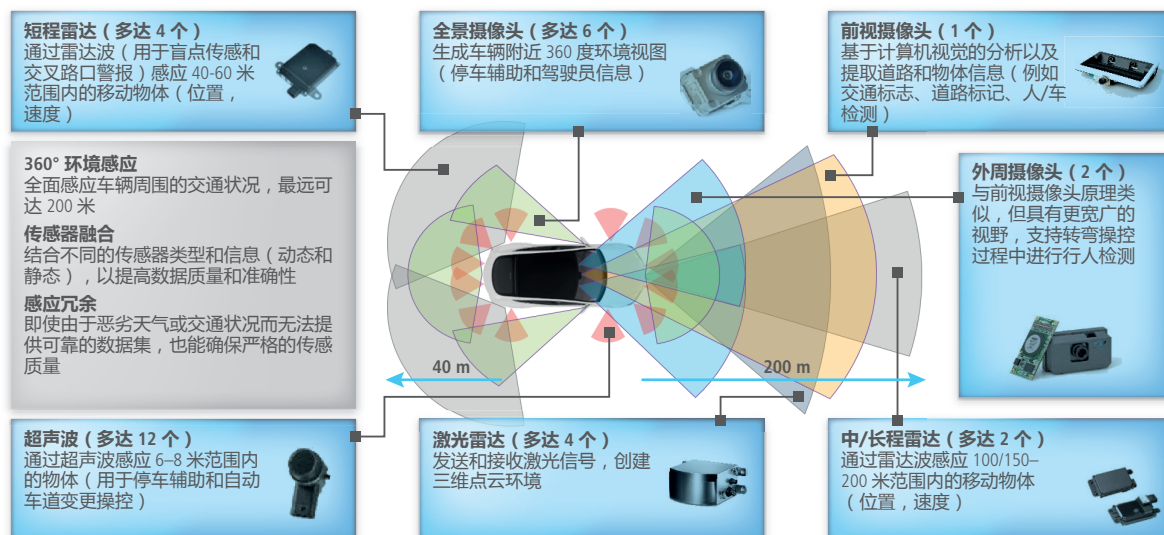 短程雷达（多达 4 个）
通过雷达波（用于盲点传感和
交叉路口警报）感应 40-60 米
范围内的移动物体（位置，
速度）
全景摄像头（多达 6 个）
生成车辆附近 360 度环境视图
（停车辅助和驾驶员信息）
前视摄像头（1 个）
基于计算机视觉的分析以及
提取道路和物体信息（例如
交通标志、道路标记、人/车
检测）
360° 环境感应
全面感应车辆周围的交通状况，最远可
达 200 米
传感器融合
结合不同的传感器类型和信息（动态和
静态），以提高数据质量和准确性
感应冗余
即使由于恶劣天气或交通状况而无法提
供可靠的数据集，也能确保严格的传感
质量
外周摄像头（2 个）
与前视摄像头原理类
似，但具有更宽广的
视野，支持转弯操控
过程中进行行人检测
40 m
200 m
超声波（多达 12 个）
通过超声波感应 6–8 米范围内
的物体（用于停车辅助和自动
车道变更操控）
激光雷达（多达 4 个）
发送和接收激光信号，创建
三维点云环境
中/长程雷达（多达 2 个）
通过雷达波感应 100/150–
200 米范围内的移动物体
（位置，速度）